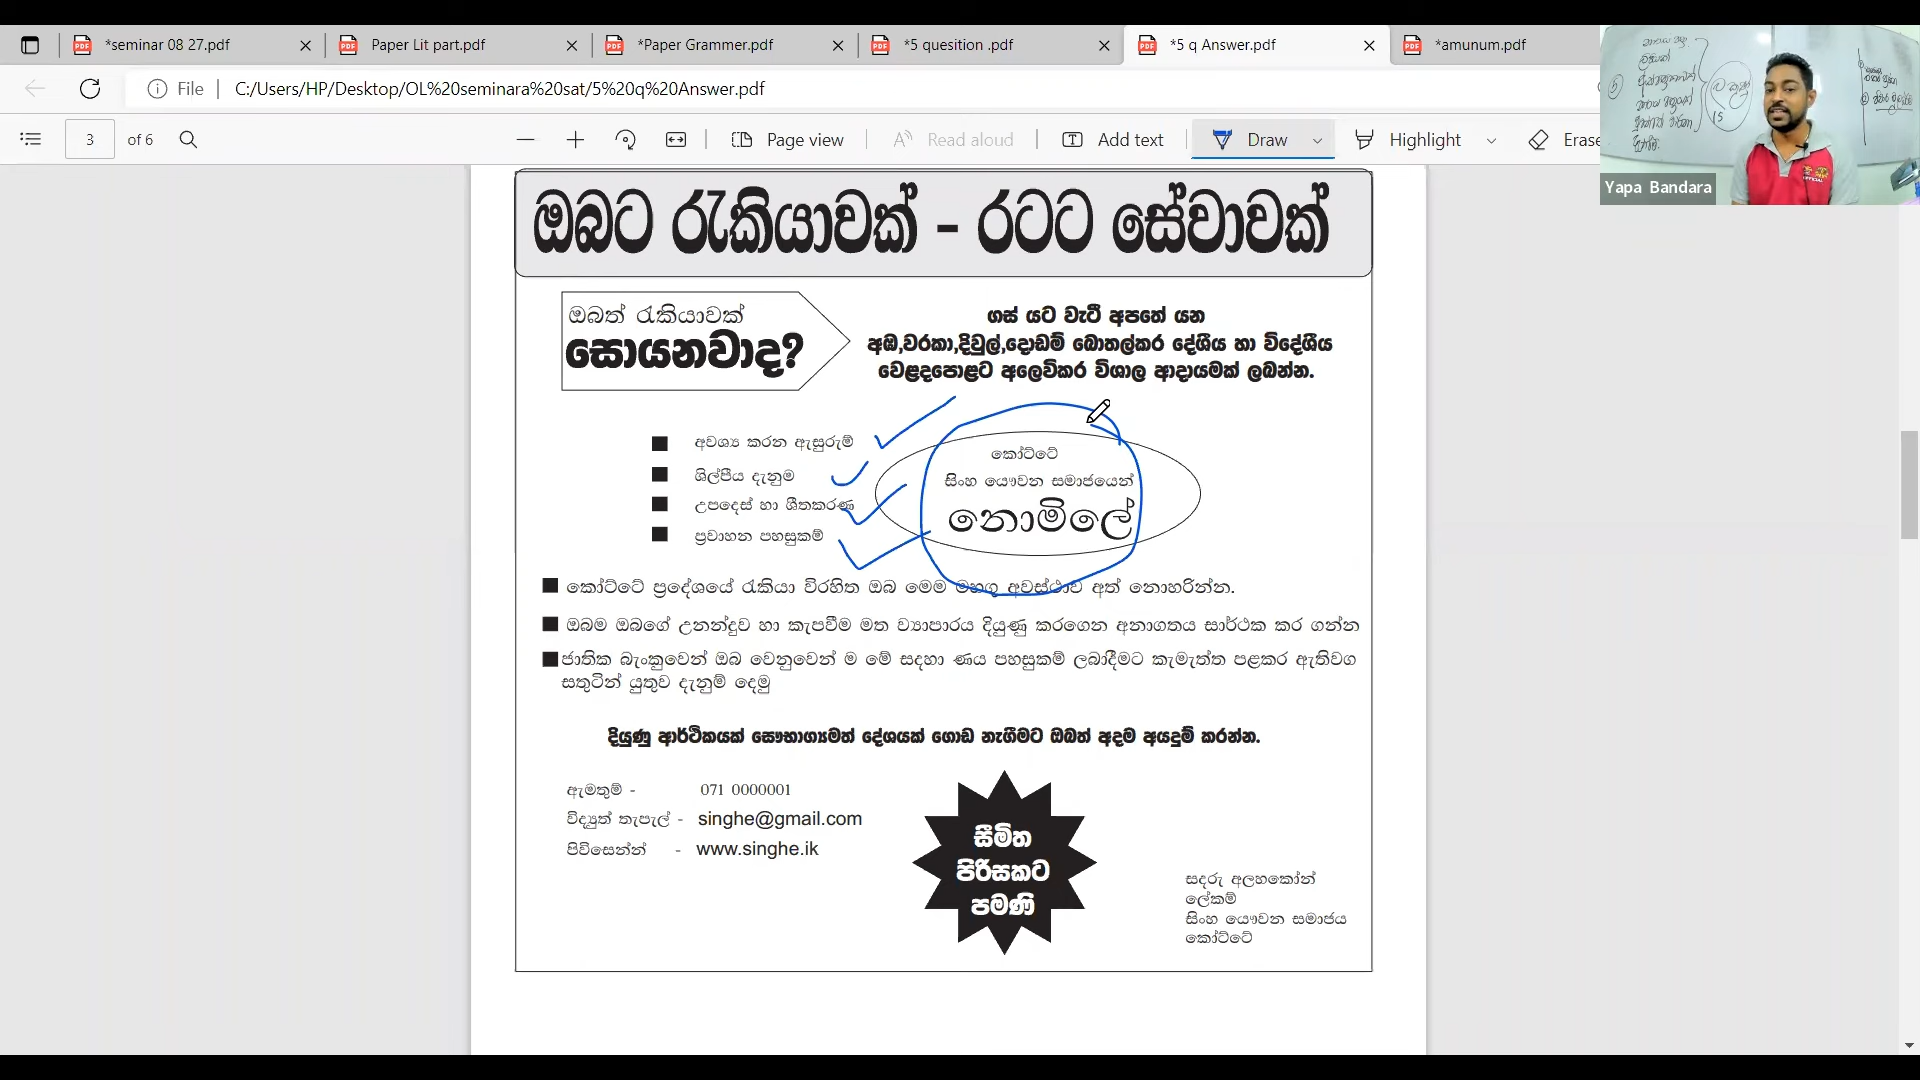 *seminar 08 27.pdf
Paper Lit part.pdf
*Paper Grammer.pdf
*5 quesition .pdf
*5 q Answer.pdf
*amunum.pdf
File
C:/Users/HP/Desktop/OL%20seminara%20sat/5%20q%20Answer.pdf
3 of 6
Page view
Read aloud
Add text
Draw
Highlight
Erase
Yapa Bandara
ඔබට රැකියාවක් - රටට සේවාවක්
ඔබත් රැකියාවක්
සොයනවාද?
ගස් යට වැටී අපතේ යන
අඹ,වරකා,දිවුල්,දොඩම් බොතල්කර දේශීය හා විදේශීය
වෙළදපොළට අලෙවිකර විශාල ආදායමක් ලබන්න.
අවශ්‍ය කරන ඇසුරුම්
ශිල්පීය දැනුම
උපදෙස් හා ශීතකරණ
ප්‍රවාහන පහසුකම්
කෝට්ටේ
සිංහ යෞවන සමාජයෙන්
නොමිලේ
කෝට්ටේ ප්‍රදේශයේ රැකියා විරහිත ඔබ මෙම මහගු අවස්ථාව අත් නොහරින්න.
ඔබම ඔබගේ උනන්දුව හා කැපවීම මත ව්‍යාපාරය දියුණු කරගෙන අනාගතය සාර්ථක කර ගන්න
ජාතික බැංකුවෙන් ඔබ වෙනුවෙන් ම මේ සදහා ණය පහසුකම් ලබාදීමට කැමැත්ත පළකර ඇතිවග
සතුටින් යුතුව දැනුම් දෙමු
දියුණු ආර්ථිකයක් සෞභාග්‍යමත් දේශයක් ගොඩ නැගීමට ඔබත් අදම අයදුම් කරන්න.
ඇමතුම් - 071 0000001
විද්‍යුත් තැපැල් - singhe@gmail.com
පිවිසෙන්න් - www.singhe.ik
සීමිත
පිරිසකට
පමණි
සදරු අලහකෝන්
ලේකම්
සිංහ යෞවන සමාජය
කෝට්ටේ